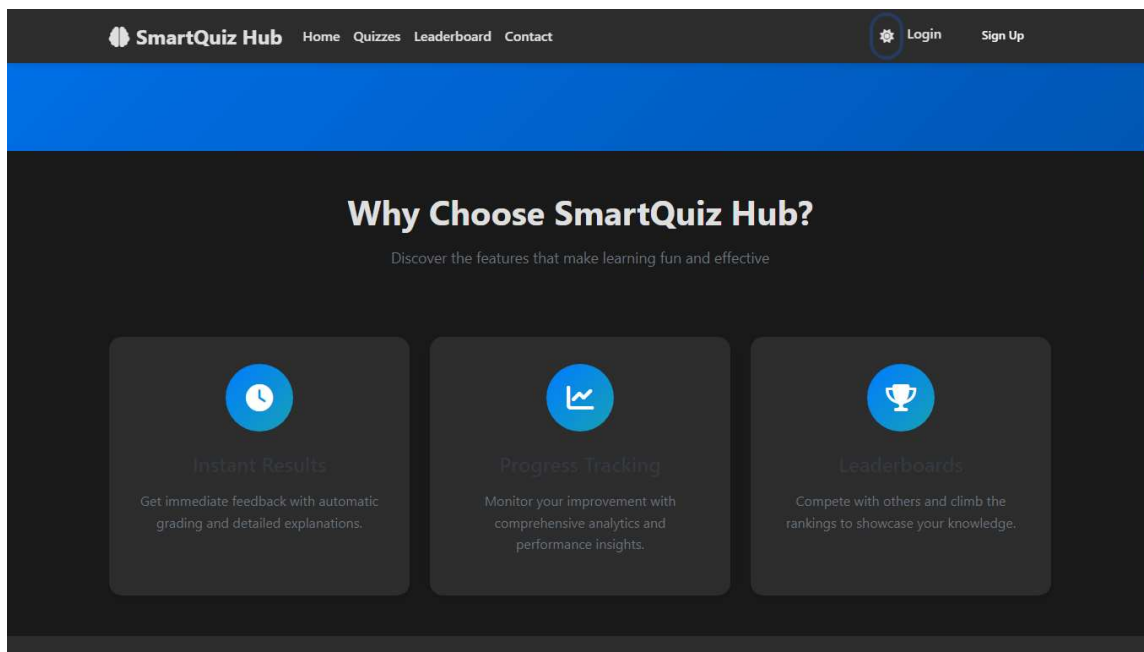 SmartQuiz Hub Home Quizzes Leaderboard Contact Login Sign Up
Why Choose SmartQuiz Hub?
Discover the features that make learning fun and effective
Instant Results
Get immediate feedback with automatic
grading and detailed explanations.
Progress Tracking
Monitor your improvement with
comprehensive analytics and
performance insights.
Leaderboards
Compete with others and climb the
rankings to showcase your knowledge.